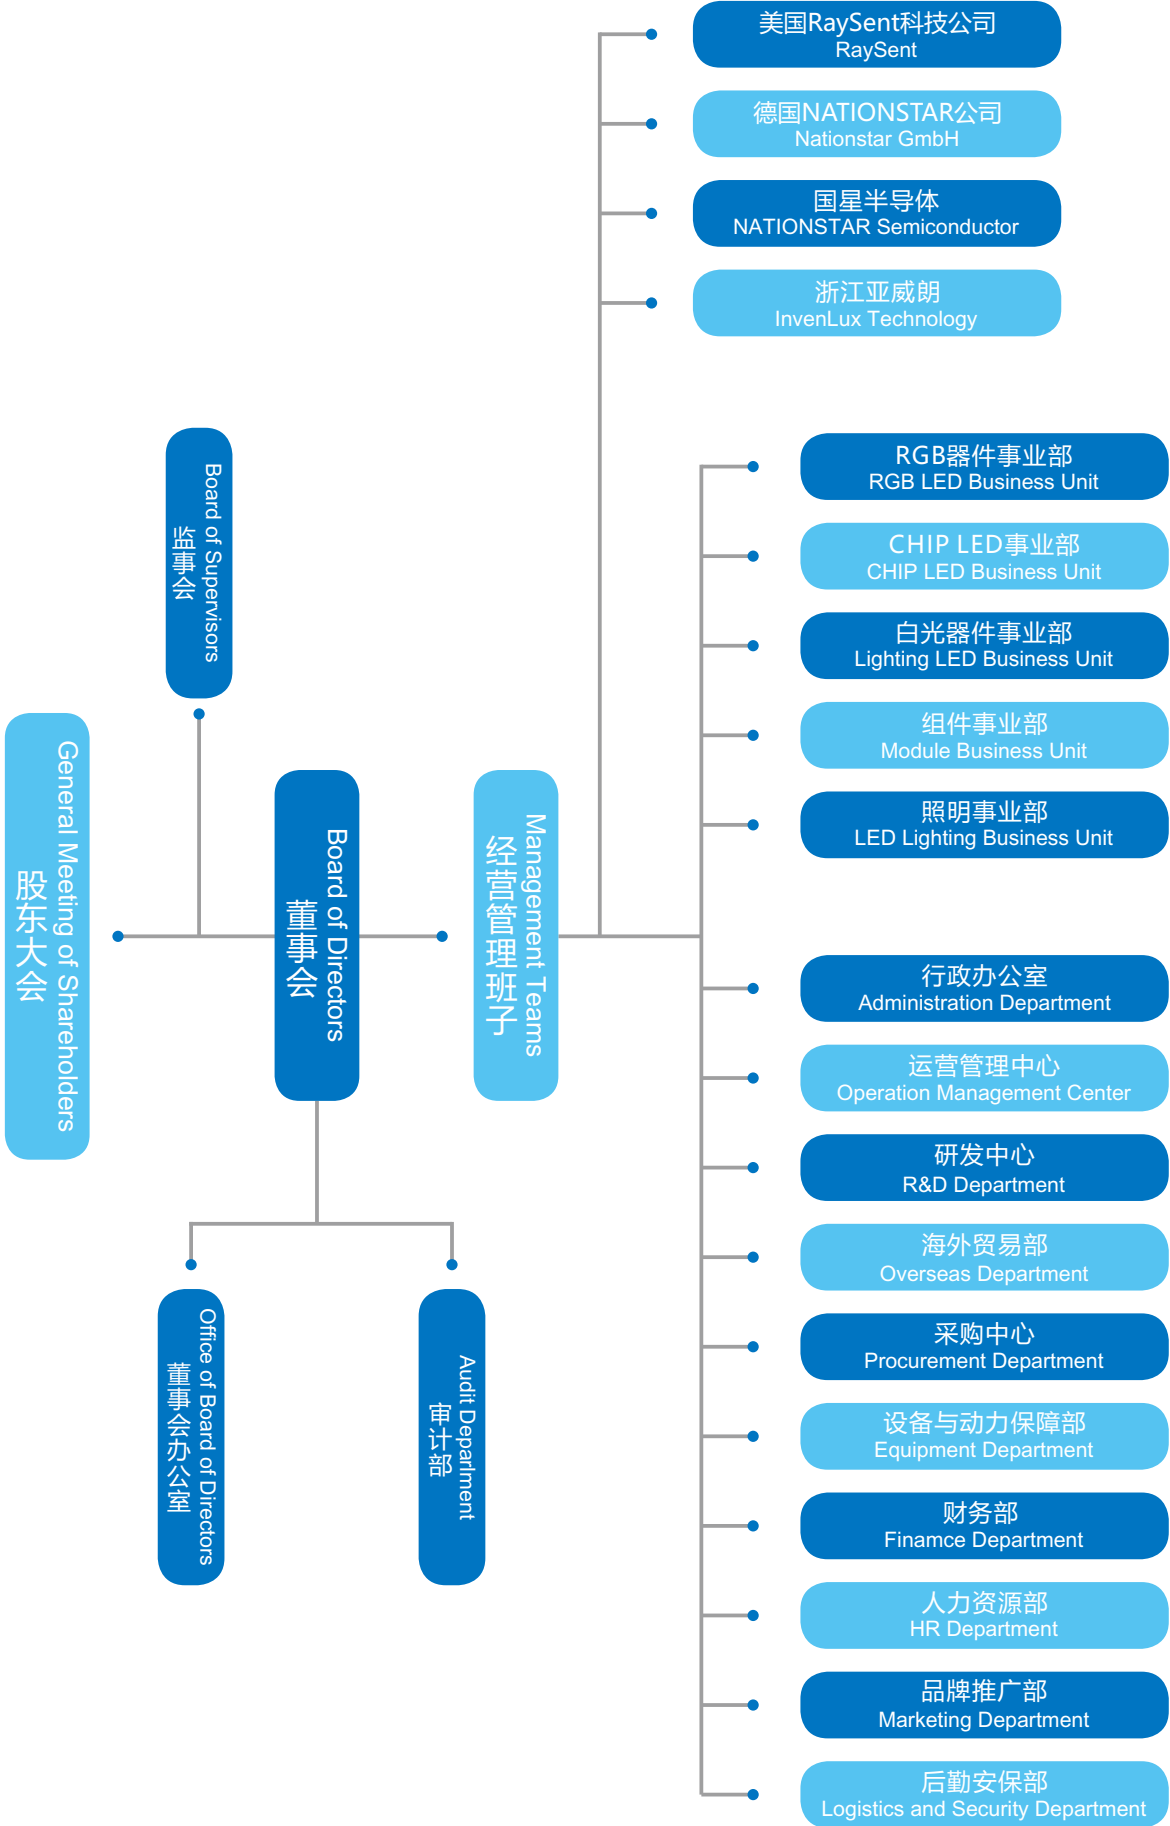 美国RaySent科技公司
RaySent
德国NATIONSTAR公司
Nationstar GmbH
国星半导体
NATIONSTAR Semiconductor
浙江亚威朗
InvenLux Technology
Board of Supervisors
监事会
General Meeting of Shareholders
股东大会
Board of Directors
董事会
Management Teams
经营管理班子
Office of Board of Directors
董事会办公室
Audit Deparlment
审计部
RGB器件事业部
RGB LED Business Unit
CHIP LED事业部
CHIP LED Business Unit
白光器件事业部
Lighting LED Business Unit
组件事业部
Module Business Unit
照明事业部
LED Lighting Business Unit
行政办公室
Administration Department
运营管理中心
Operation Management Center
研发中心
R&D Department
海外贸易部
Overseas Department
采购中心
Procurement Department
设备与动力保障部
Equipment Department
财务部
Finamce Department
人力资源部
HR Department
品牌推广部
Marketing Department
后勤安保部
Logistics and Security Department